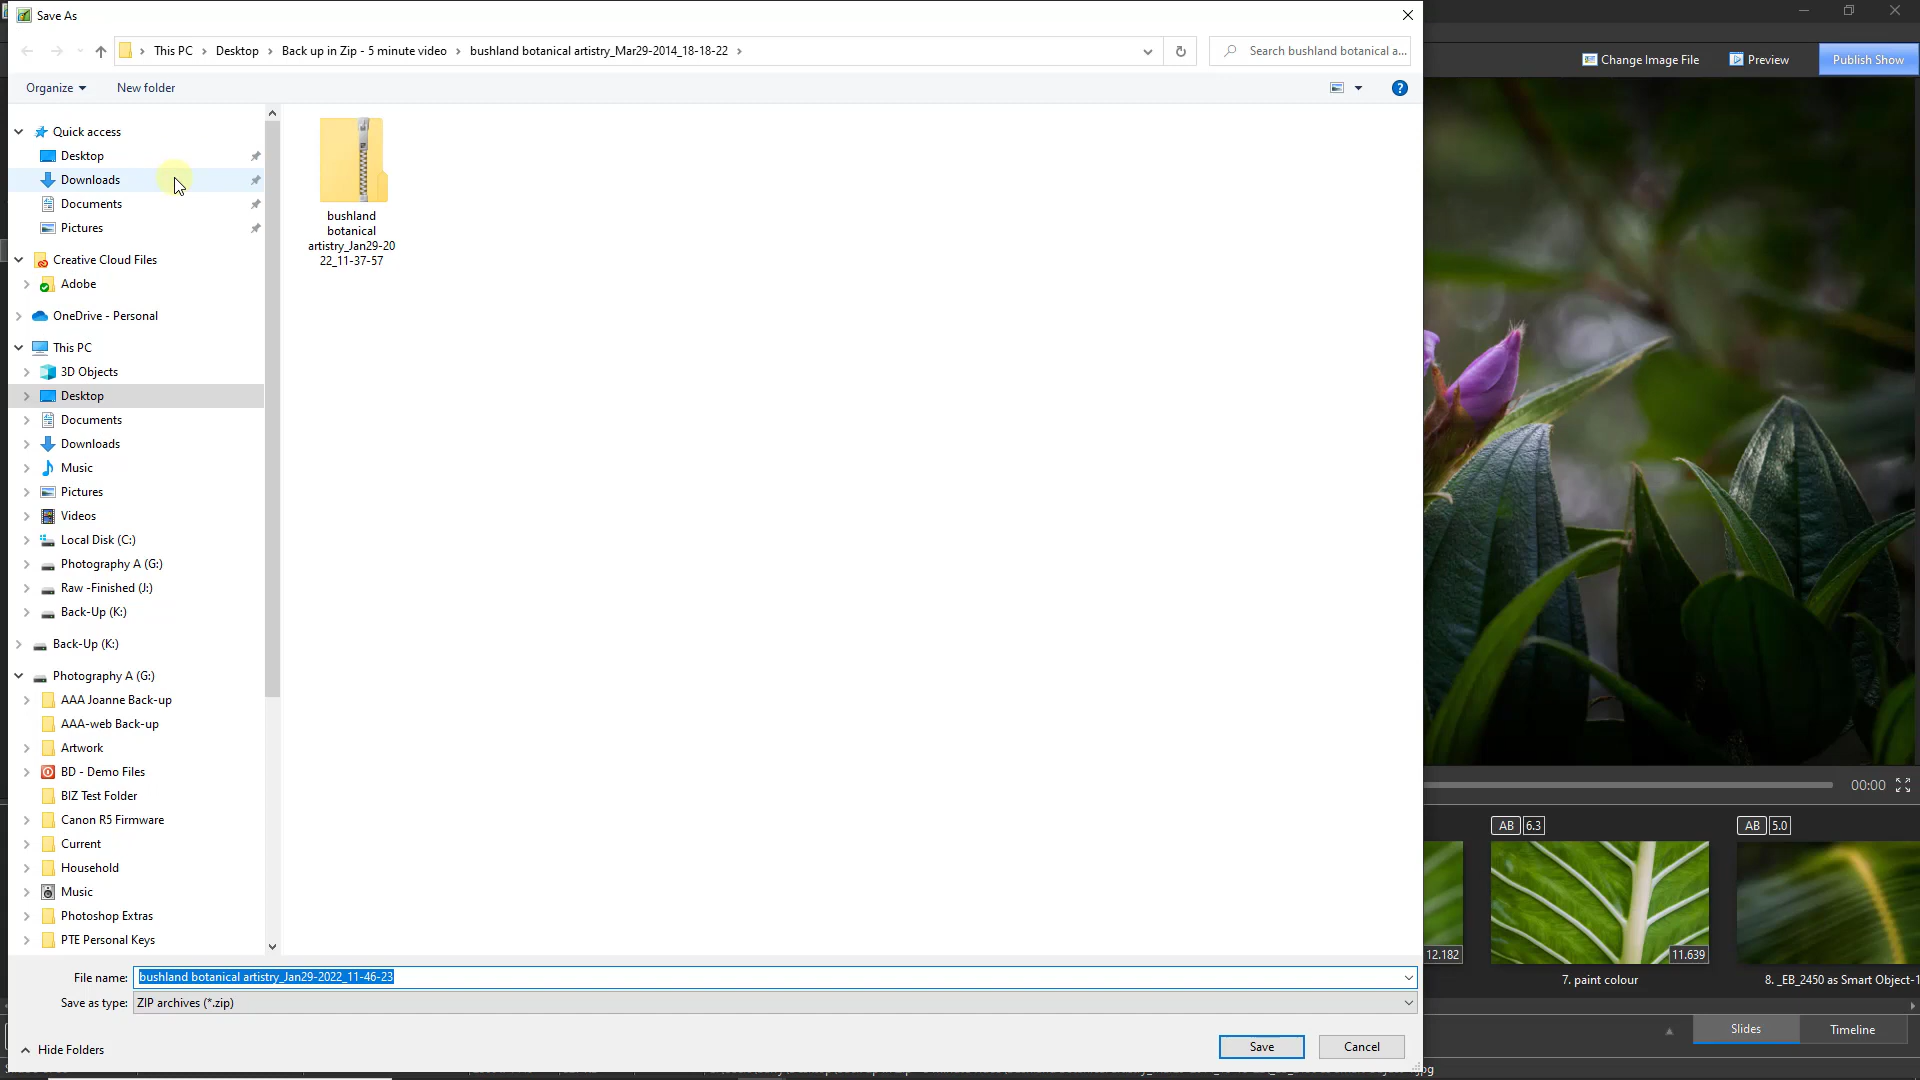 Save As
This PC > Desktop > Back up in Zip - 5 minute video > bushland botanical artistry_Mar29-2014_18-18-22 >
Search bushland botanical a...
Organize
New folder
Change Image File
Preview
Publish Show
Quick access
Desktop
Downloads
Documents
Pictures
Creative Cloud Files
Adobe
OneDrive - Personal
This PC
3D Objects
Desktop
Documents
Downloads
Music
Pictures
Videos
Local Disk (C:)
Photography A (G:)
Raw -Finished (J:)
Back-Up (K:)
Back-Up (K:)
Photography A (G:)
AAA Joanne Back-up
AAA-web Back-up
Artwork
BD - Demo Files
BIZ Test Folder
Canon R5 Firmware
Current
Household
Music
Photoshop Extras
PTE Personal Keys
bushland
botanical
artistry_Jan29-20
22_11-37-57
00:00
AB 6.3
AB 5.0
12.182
11.639
7. paint colour
8. _EB_2450 as Smart Object-1
File name: bushland botanical artistry_Jan29-2022_11-46-23
Save as type: ZIP archives (*.zip)
Hide Folders
Save
Cancel
Slides
Timeline